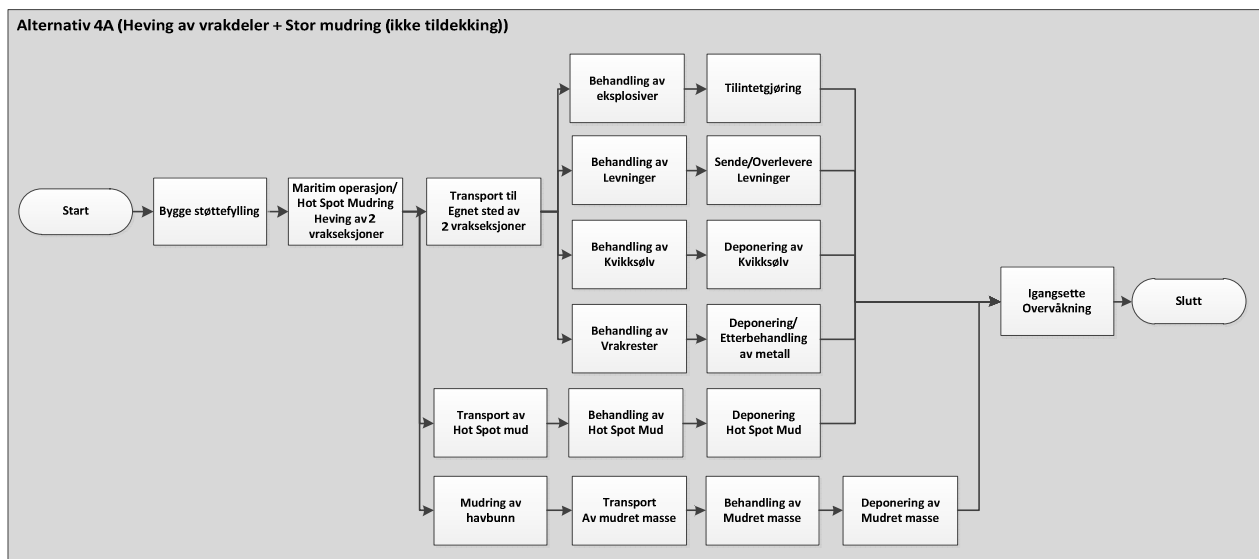 Alternativ 4A (Heving av vrakdeler + Stor mudring (ikke tildekking))
Start
Bygge støttefylling
Maritim operasjon/
Hot Spot Mudring
Heving av 2
vrakseksjoner
Transport til
Egnet sted av
2 vrakseksjoner
Behandling av
eksplosiver
Tilintetgjøring
Behandling av
Levninger
Sende/Overlevere
Levninger
Behandling av
Kvikksølv
Deponering av
Kvikksølv
Behandling av
Vrakrester
Deponering/
Etterbehandling
av metall
Transport av
Hot Spot mud
Behandling av
Hot Spot Mud
Deponering
Hot Spot Mud
Mudring av
havbunn
Transport
Av mudret masse
Behandling av
Mudret masse
Deponering av
Mudret masse
Igangsette
Overvåkning
Slutt